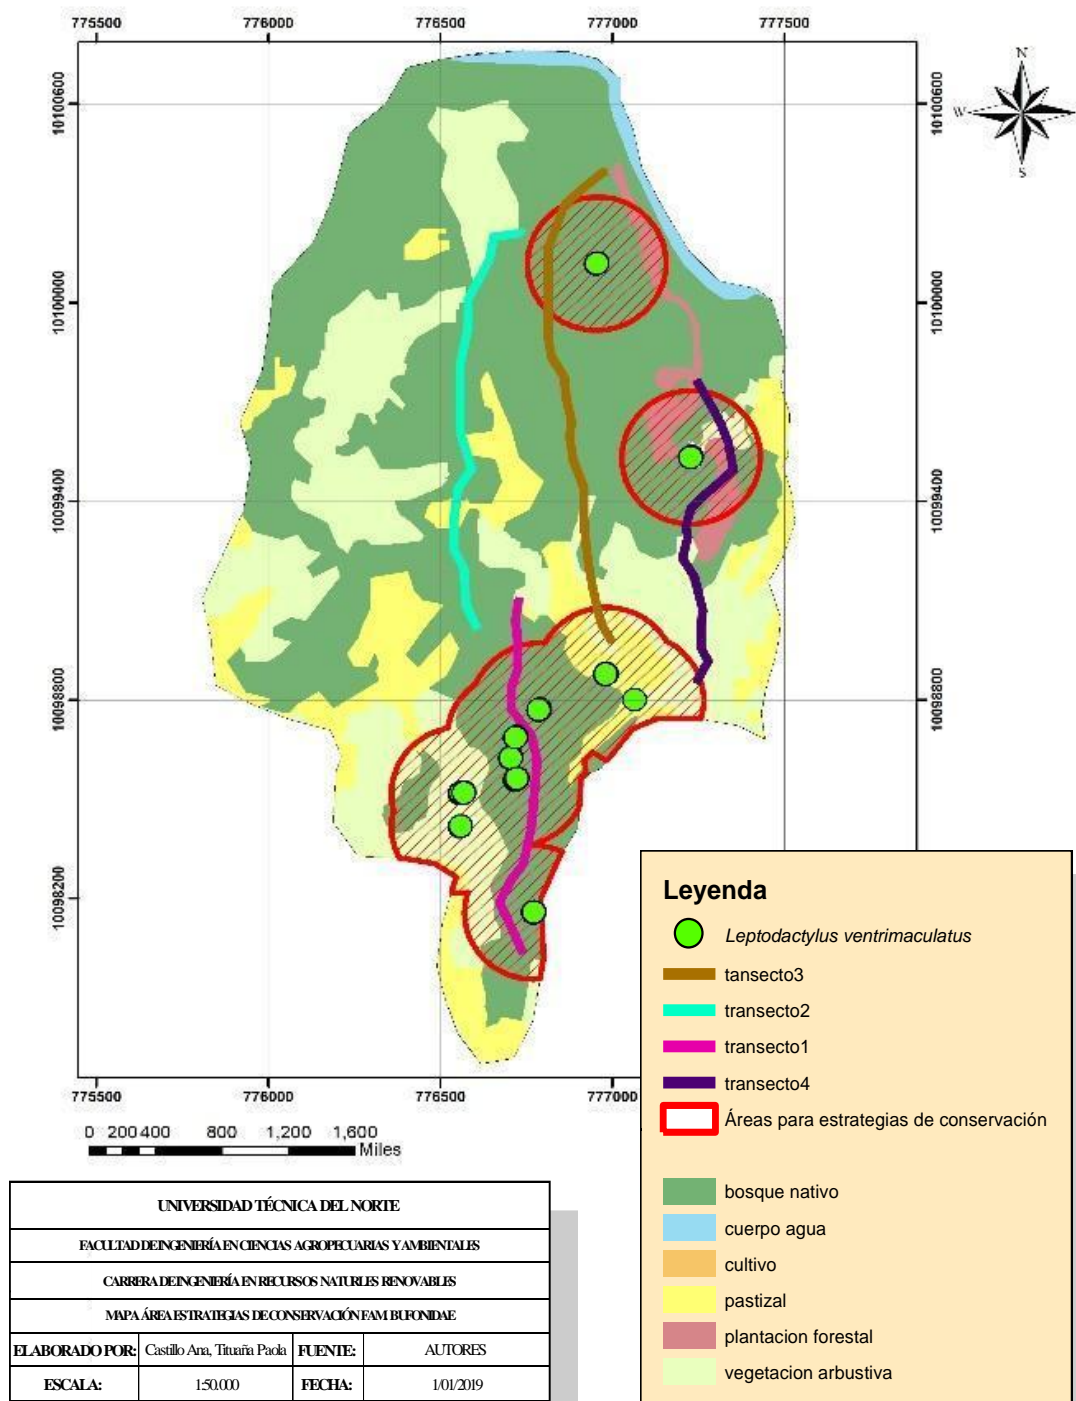 775500 776000 776500 777000 777500
N
W
S
10100600 10100600
10100000 10100000
10099400 10099400
10098800 10098800
10098200
775500 776000 776500 777000
0 200 400 800 1,200 1,600
Miles
Leyenda
Leptodactylus ventrimaculatus
tansecto3
transecto2
transecto1
transecto4
Áreas para estrategias de conservación
bosque nativo
cuerpo agua
cultivo
pastizal
plantacion forestal
vegetacion arbustiva
UNIVERSIDAD TÉCNICA DEL NORTE
FACULTAD DE INGENIERÍA EN CIENCIAS AGROPECUARIAS Y AMBIENTALES
CARRERA DE INGENIERÍA EN RECURSOS NATURLES RENOVABLES
MAPA ÁREA ESTRATEGIAS DE CONSERVACIÓN FAM. BUFONIDAE
ELABORADO POR: Castillo Ana, Tituaña Paola FUENTE: AUTORES
ESCALA: 1:50.000 FECHA: 1/01/2019